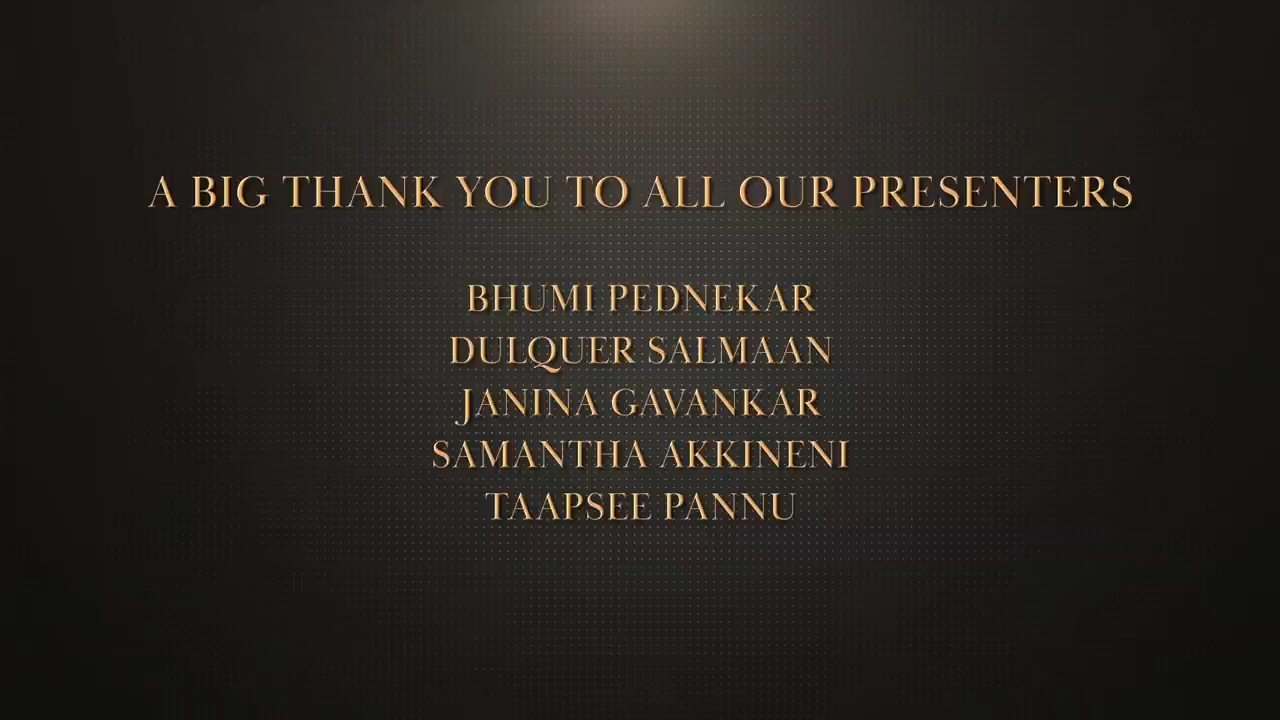 A BIG THANK YOU TO ALL OUR PRESENTERS
BHUMI PEDNEKAR
DULQUER SALMAAN
JANINA GAVANKAR
SAMANTHA AKKINENI
TAAPSEE PANNU